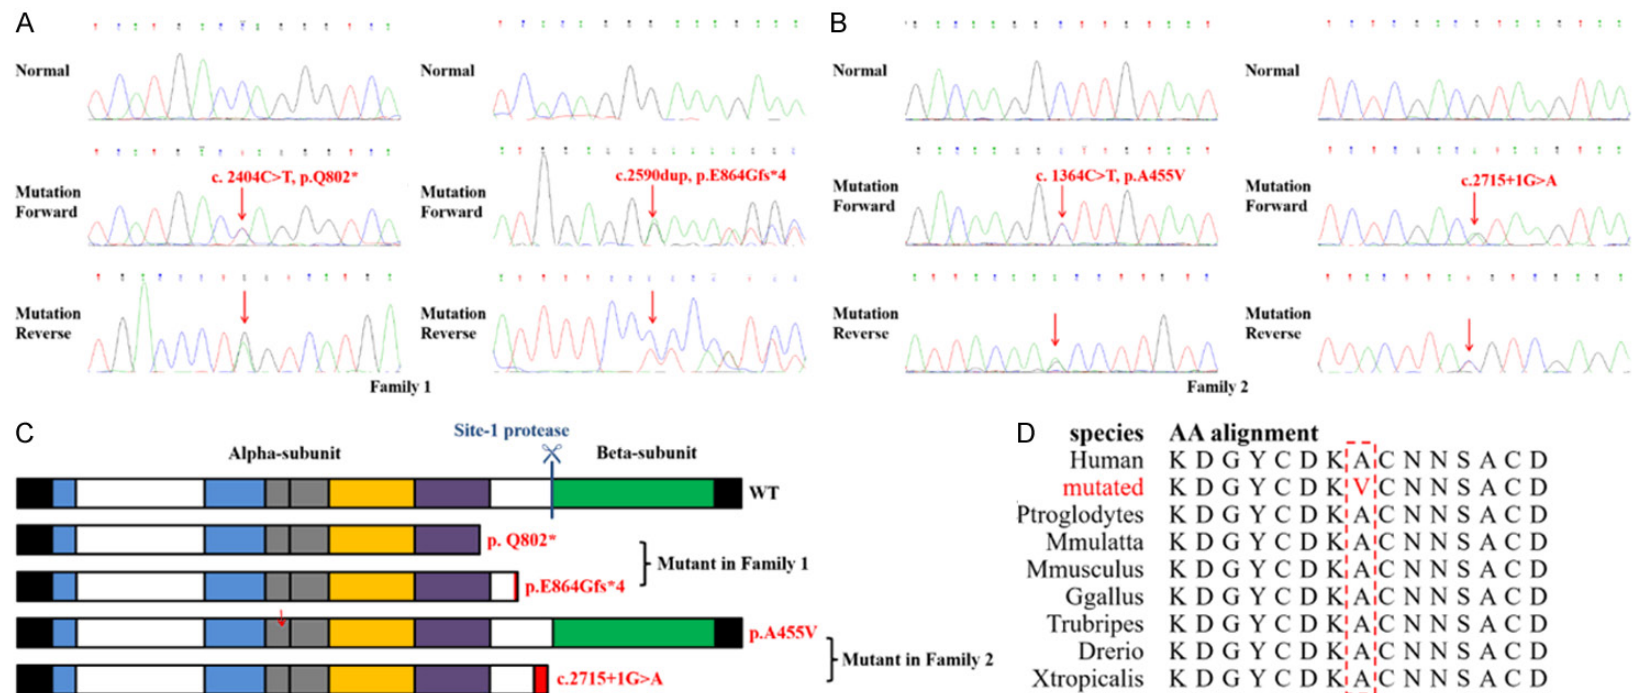 A
B
Normal
Normal
Normal
Normal
Mutation
Forward
c. 2404C>T, p.Q802*
Mutation
Forward
c.2590dup, p.E864Gfs*4
Mutation
Forward
c. 1364C>T, p.A455V
Mutation
Forward
c.2715+1G>A
Mutation
Reverse
Mutation
Reverse
Mutation
Reverse
Mutation
Reverse
Family 1
Family 2
C
Site-1 protease
Alpha-subunit
Beta-subunit
WT
p. Q802*
p.E864Gfs*4
Mutant in Family 1
p.A455V
c.2715+1G>A
Mutant in Family 2
D
species AA alignment
Human K D G Y C D K A C N N S A C D
mutated K D G Y C D K V C N N S A C D
Ptroglodytes K D G Y C D K A C N N S A C D
Mmulatta K D G Y C D K A C N N S A C D
Mmusculus K D G Y C D K A C N N S A C D
Ggallus K D G Y C D K A C N N S A C D
Trubripes K D G Y C D K A C N N S A C D
Drerio K D G Y C D K A C N N S A C D
Xtropicalis K D G Y C D K A C N N S A C D